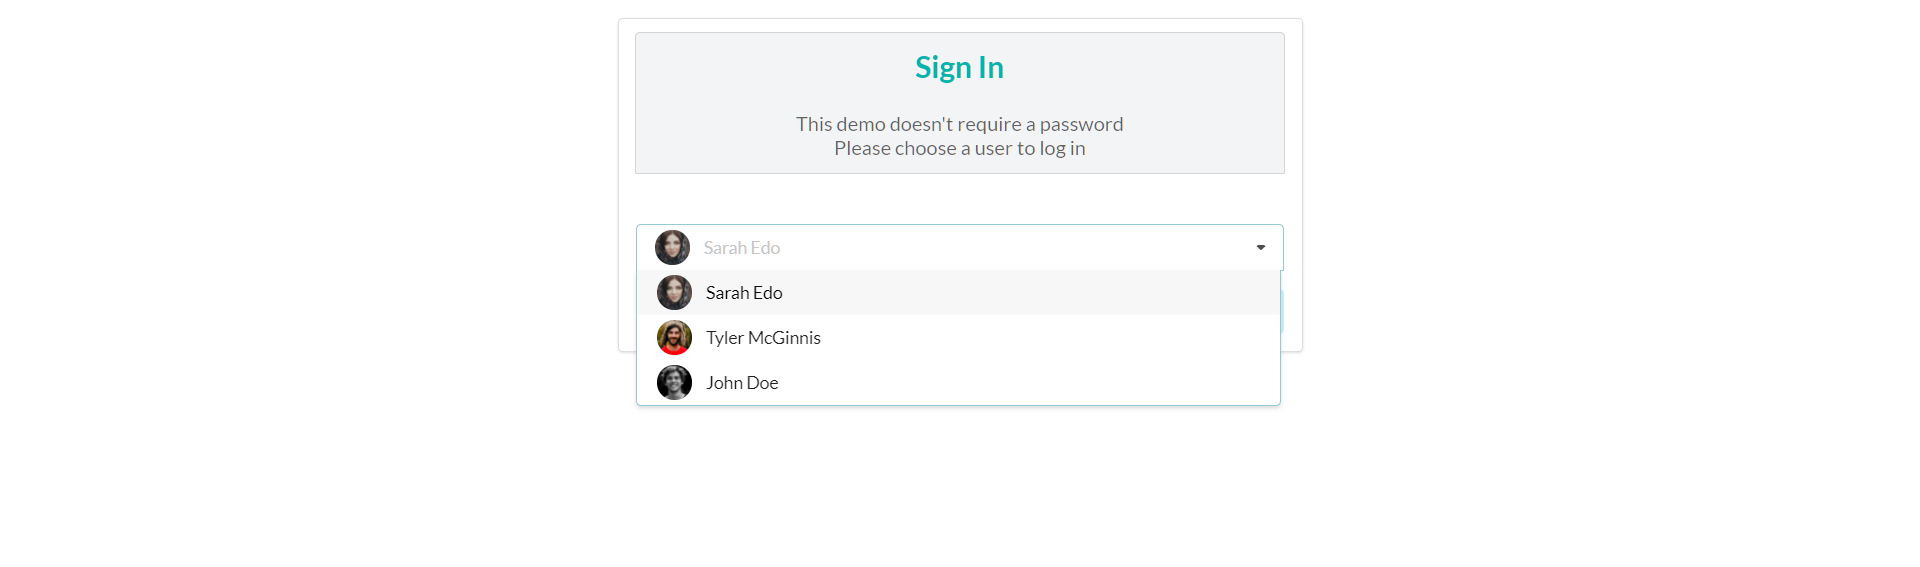 Sign In
This demo doesn't require a password
Please choose a user to log in
Sarah Edo
Sarah Edo
Tyler McGinnis
John Doe